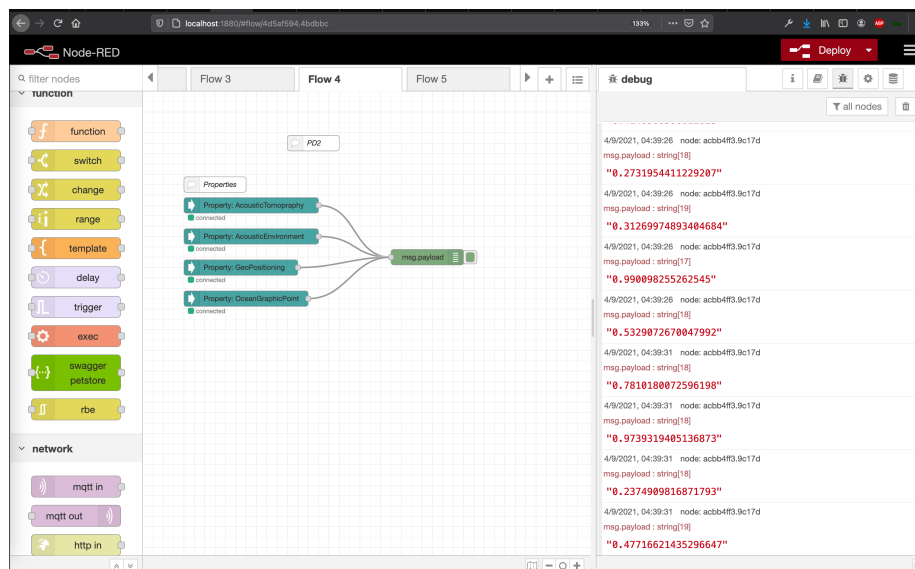 localhost:1880/#flow/4d5af594.4bdbbc
133%
ABP
Node-RED
Deploy
filter nodes
Flow 3
Flow 4
Flow 5
debug
i
all nodes
function
function
switch
change
range
template
delay
trigger
exec
swagger
petstore
rbe
network
mqtt in
mqtt out
http in
PD2
Properties
Property: AcousticTomopraphy
connected
Property: AcousticEnvironment
connected
Property: GeoPositioning
connected
Property: OceanGraphicPoint
connected
msg.payload
4/9/2021, 04:39:26 node: acbb4ff3.9c17d
msg.payload : string[18]
"0.2731954411229207"
4/9/2021, 04:39:26 node: acbb4ff3.9c17d
msg.payload : string[19]
"0.31269974893404684"
4/9/2021, 04:39:26 node: acbb4ff3.9c17d
msg.payload : string[17]
"0.990098255262545"
4/9/2021, 04:39:26 node: acbb4ff3.9c17d
msg.payload : string[18]
"0.5329072670047992"
4/9/2021, 04:39:31 node: acbb4ff3.9c17d
msg.payload : string[18]
"0.7810180072596198"
4/9/2021, 04:39:31 node: acbb4ff3.9c17d
msg.payload : string[18]
"0.9739319405136873"
4/9/2021, 04:39:31 node: acbb4ff3.9c17d
msg.payload : string[18]
"0.2374909816871793"
4/9/2021, 04:39:31 node: acbb4ff3.9c17d
msg.payload : string[19]
"0.47716621435296647"